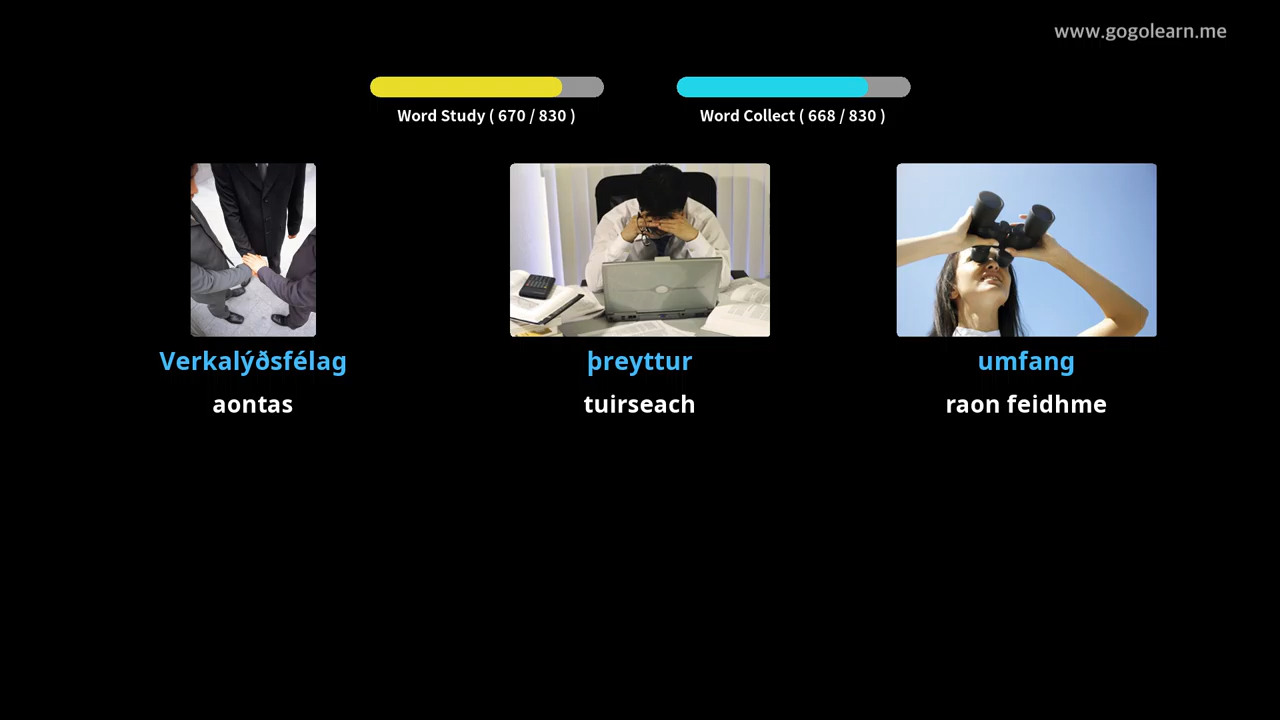 www.gogolearn.me
Word Study ( 670 / 830 )
Word Collect ( 668 / 830 )
Verkalýðsfélag
aontas
þreyttur
tuirseach
umfang
raon feidhme